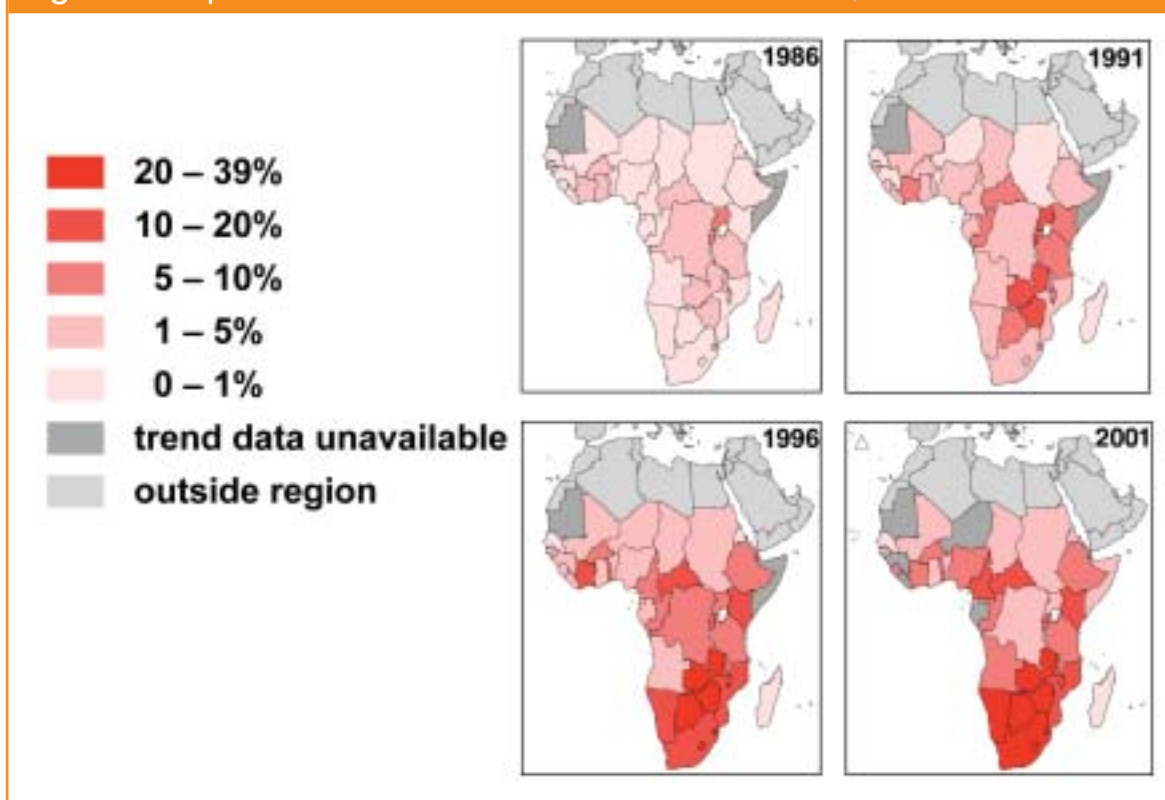 1986
1991
20 – 39%
10 – 20%
5 – 10%
1 – 5%
0 – 1%
trend data unavailable
outside region
1996
2001